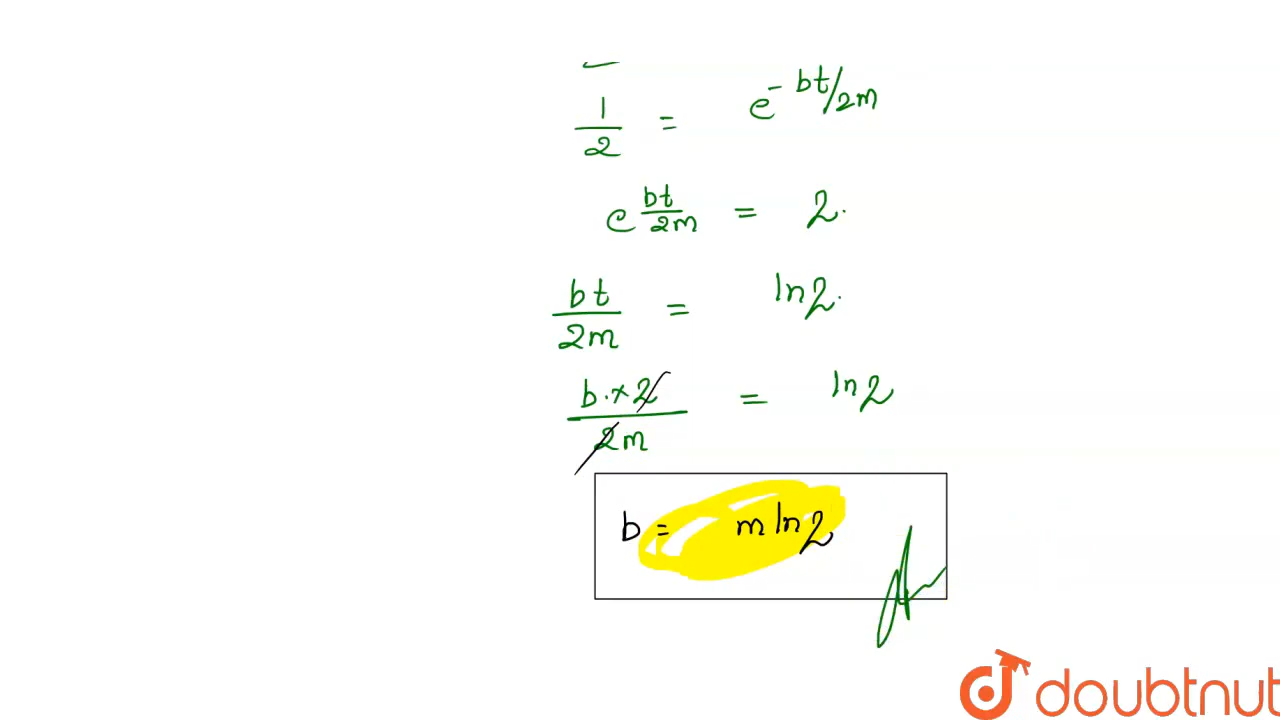 1/2 = e^(-bt/2m)
e^(bt/2m) = 2.
bt/2m = ln2.
b.×2/2m = ln2
b = m ln2
doubtnut